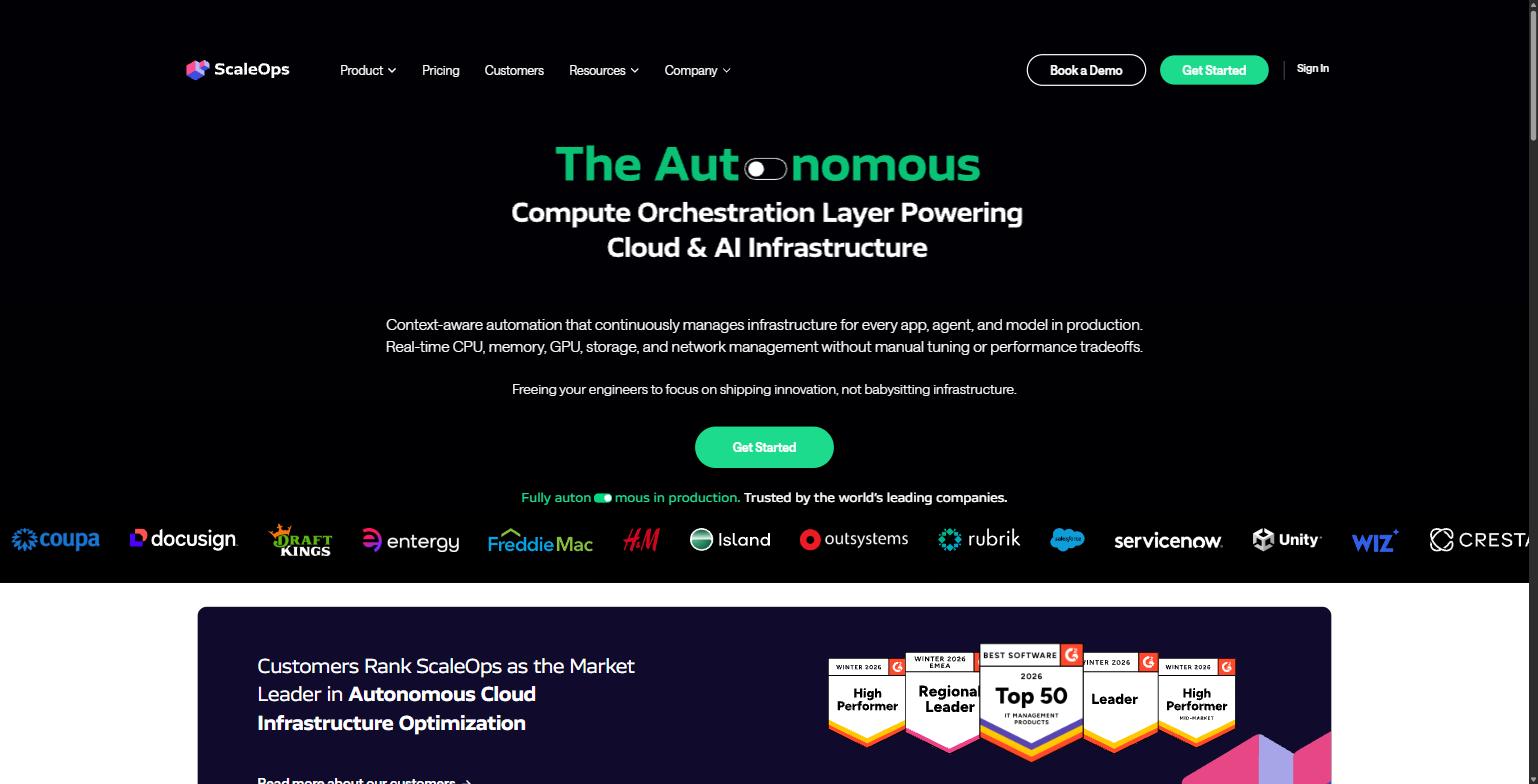 ScaleOps
Product
Pricing
Customers
Resources
Company
Book a Demo
Get Started
Sign In
The Aut nomous
Compute Orchestration Layer Powering
Cloud & AI Infrastructure
Context-aware automation that continuously manages infrastructure for every app, agent, and model in production.
Real-time CPU, memory, GPU, storage, and network management without manual tuning or performance tradeoffs.
Freeing your engineers to focus on shipping innovation, not babysitting infrastructure.
Get Started
Fully auton mous in production. Trusted by the world's leading companies.
coupa
docusign
DRAFT
KINGS
entergy
FreddieMac
H&M
Island
outsystems
rubrik
salesforce
servicenow
Unity
WIZ
CRESTA
Customers Rank ScaleOps as the Market
Leader in Autonomous Cloud
Infrastructure Optimization
Read more about our customers →
WINTER 2026
High
Performer
WINTER 2026
EMEA
Regional
Leader
BEST SOFTWARE
2026
Top 50
IT MANAGEMENT
PRODUCTS
WINTER 2026
Leader
WINTER 2026
High
Performer
MID-MARKET